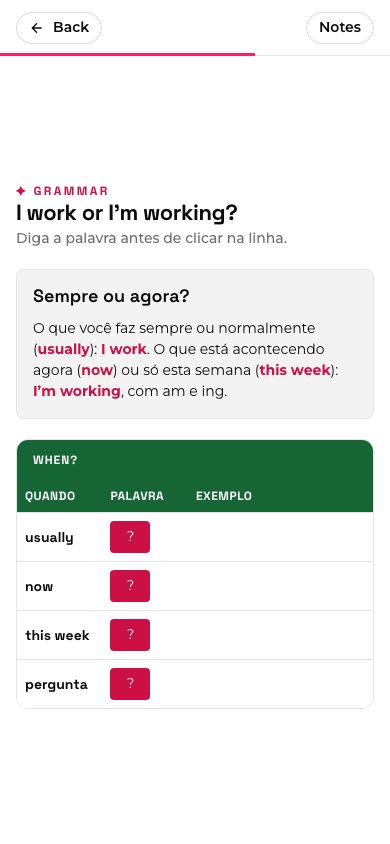 Back
Notes
GRAMMAR
I work or I'm working?
Diga a palavra antes de clicar na linha.
Sempre ou agora?
O que você faz sempre ou normalmente
(usually): I work. O que está acontecendo
agora (now) ou só esta semana (this week):
I'm working, com am e ing.
WHEN?
QUANDO PALAVRA EXEMPLO
usually ?
now ?
this week ?
pergunta ?